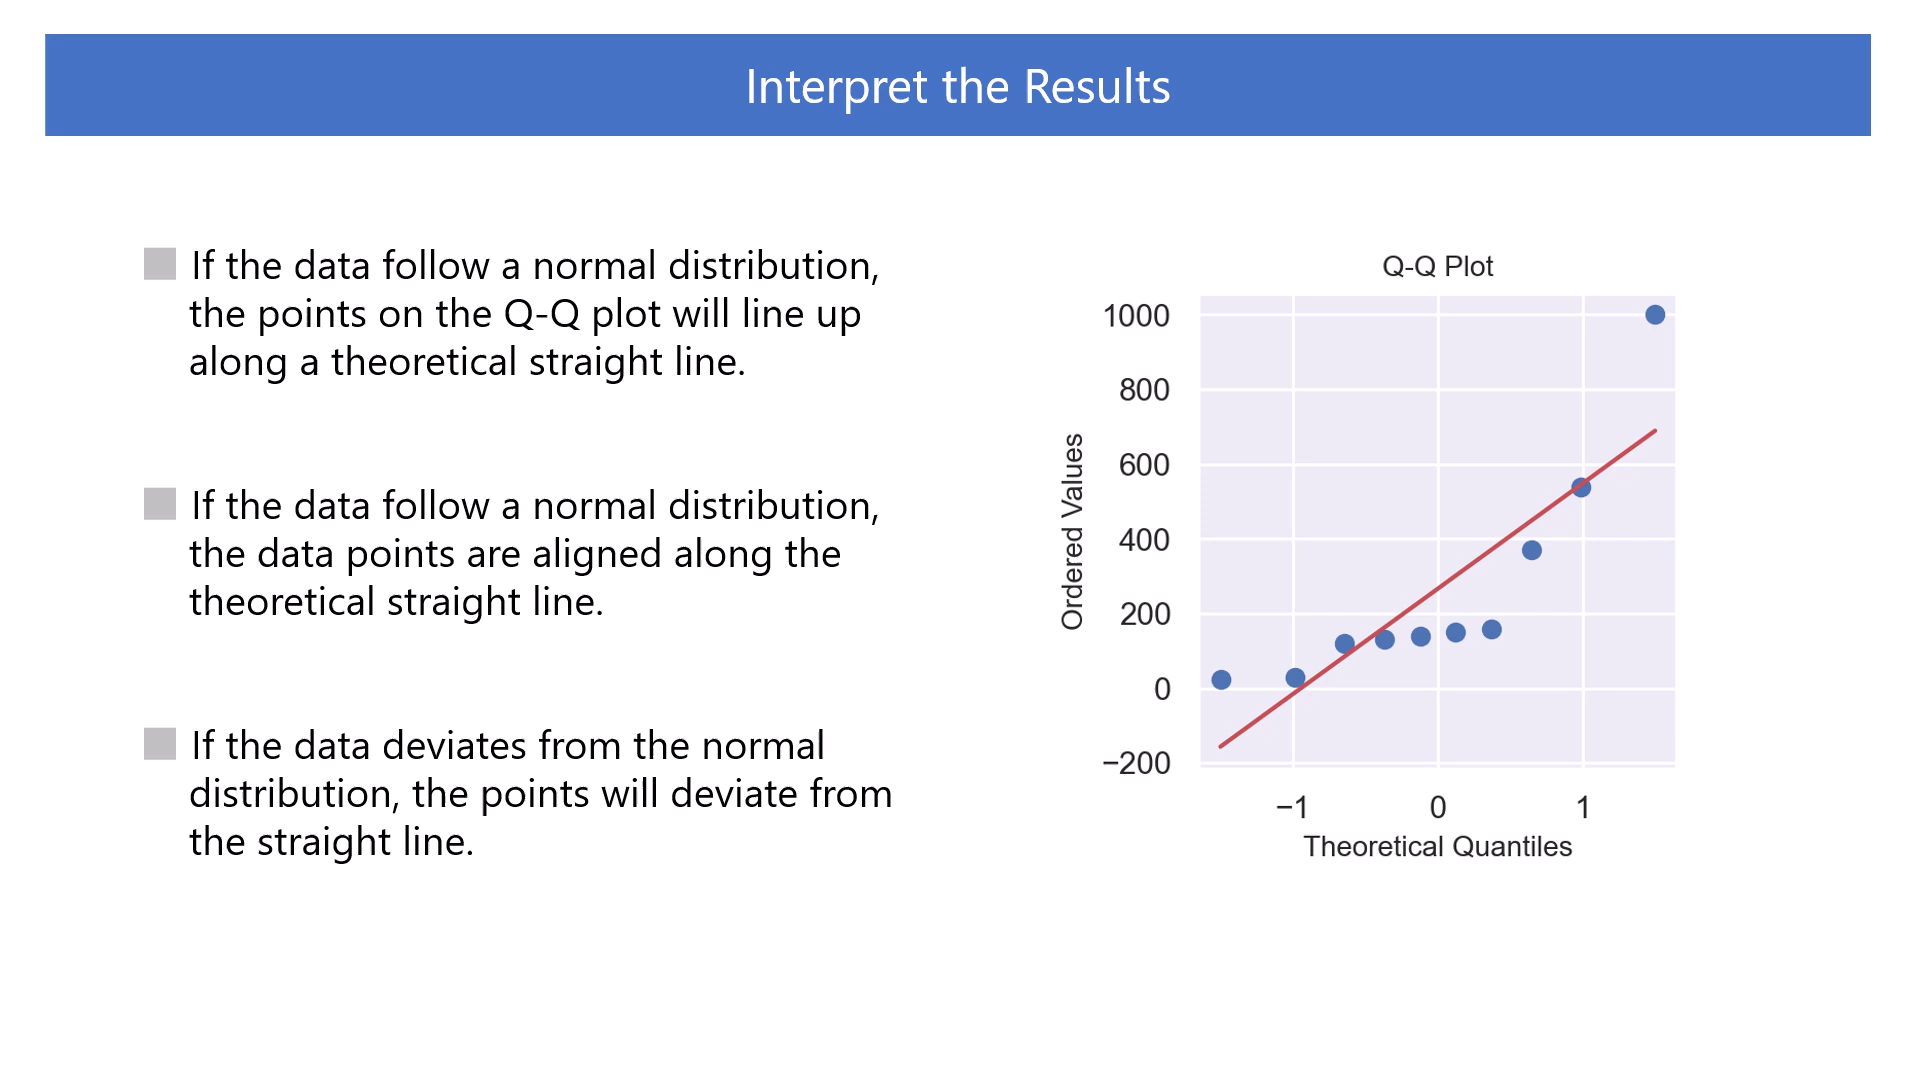 Interpret the Results
If the data follow a normal distribution,
the points on the Q-Q plot will line up
along a theoretical straight line.
If the data follow a normal distribution,
the data points are aligned along the
theoretical straight line.
If the data deviates from the normal
distribution, the points will deviate from
the straight line.
Q-Q Plot
1000
800
600
400
200
0
−200
Ordered Values
−1 0 1
Theoretical Quantiles